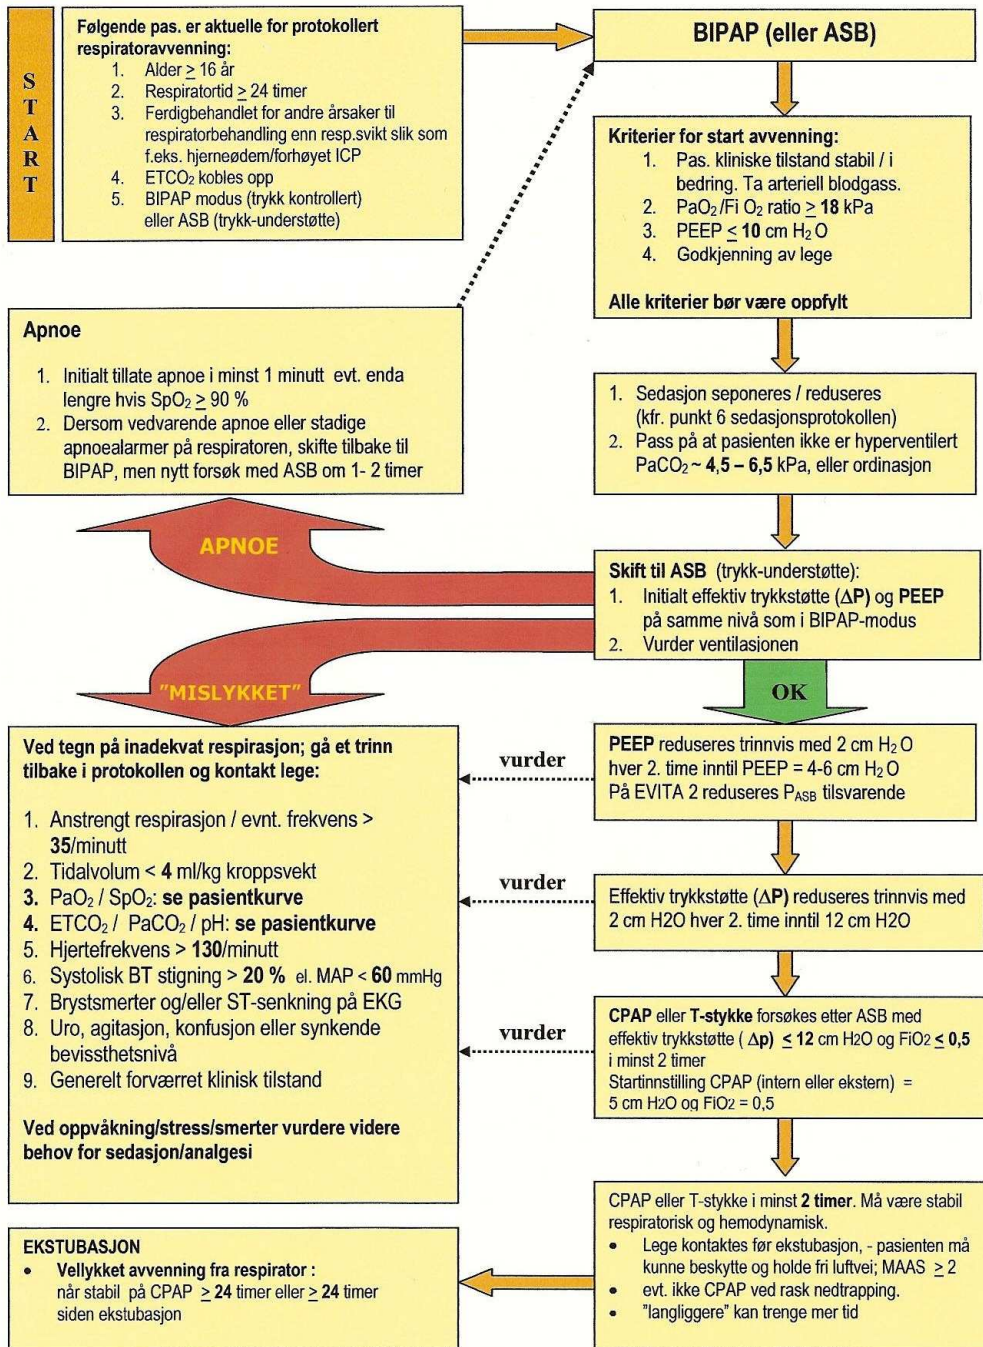 START
Følgende pas. er aktuelle for protokollert
respiratoravvenning:
1. Alder ≥ 16 år
2. Respiratortid ≥ 24 timer
3. Ferdigbehandlet for andre årsaker til
respiratorbehandling enn resp.svikt slik som
f.eks. hjerneødem/forhøyet ICP
4. ETCO₂ kobles opp
5. BIPAP modus (trykk kontrollert)
eller ASB (trykk-understøtte)
BIPAP (eller ASB)
Kriterier for start avvenning:
1. Pas. kliniske tilstand stabil / i
bedring. Ta arteriell blodgass.
2. PaO₂/Fi O₂ ratio ≥ 18 kPa
3. PEEP ≤ 10 cm H₂O
4. Godkjenning av lege
Alle kriterier bør være oppfylt
Apnoe
1. Initialt tillate apnoe i minst 1 minutt evt. enda
lengre hvis SpO₂ ≥ 90 %
2. Dersom vedvarende apnoe eller stadige
apnoealarmer på respiratoren, skifte tilbake til
BIPAP, men nytt forsøk med ASB om 1- 2 timer
1. Sedasjon seponeres / reduseres
(kfr. punkt 6 sedasjonsprotokollen)
2. Pass på at pasienten ikke er hyperventilert
PaCO₂ ~ 4,5 – 6,5 kPa, eller ordinasjon
APNOE
Skift til ASB (trykk-understøtte):
1. Initialt effektiv trykkstøtte (ΔP) og PEEP
på samme nivå som i BIPAP-modus
2. Vurder ventilasjonen
"MISLYKKET"
OK
Ved tegn på inadekvat respirasjon; gå et trinn
tilbake i protokollen og kontakt lege:
1. Anstrengt respirasjon / evnt. frekvens >
35/minutt
2. Tidalvolum < 4 ml/kg kroppsvekt
3. PaO₂ / SpO₂: se pasientkurve
4. ETCO₂ / PaCO₂ / pH: se pasientkurve
5. Hjertefrekvens > 130/minutt
6. Systolisk BT stigning > 20 % el. MAP < 60 mmHg
7. Brystsmerter og/eller ST-senkning på EKG
8. Uro, agitasjon, konfusjon eller synkende
bevissthetsnivå
9. Generelt forværret klinisk tilstand
Ved oppvåkning/stress/smerter vurdere videre
behov for sedasjon/analgesi
vurder
PEEP reduseres trinnvis med 2 cm H₂O
hver 2. time inntil PEEP = 4-6 cm H₂O
På EVITA 2 reduseres P_ASB tilsvarende
vurder
Effektiv trykkstøtte (ΔP) reduseres trinnvis med
2 cm H2O hver 2. time inntil 12 cm H2O
vurder
CPAP eller T-stykke forsøkes etter ASB med
effektiv trykkstøtte ( Δp) ≤ 12 cm H2O og FiO2 ≤ 0,5
i minst 2 timer
Startinnstilling CPAP (intern eller ekstern) =
5 cm H2O og FiO2 = 0,5
CPAP eller T-stykke i minst 2 timer. Må være stabil
respiratorisk og hemodynamisk.
• Lege kontaktes før ekstubasjon, - pasienten må
kunne beskytte og holde fri luftvei; MAAS ≥ 2
• evt. ikke CPAP ved rask nedtrapping.
• "langliggere" kan trenge mer tid
EKSTUBASJON
• Vellykket avvenning fra respirator :
når stabil på CPAP ≥ 24 timer eller ≥ 24 timer
siden ekstubasjon